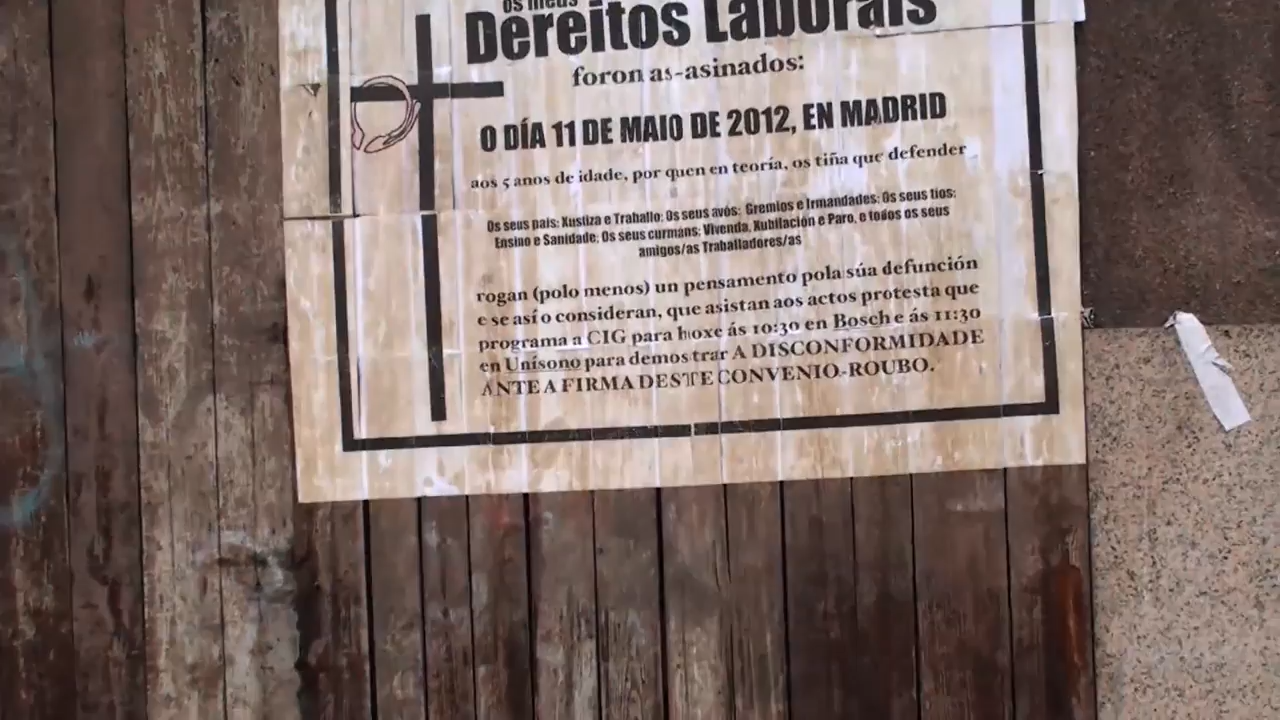 os meus
Dereitos Laborais
foron as-asinados:
O DÍA 11 DE MAIO DE 2012, EN MADRID
aos 5 anos de idade, por quen en teoría, os tiña que defender
Os seus pais: Xustiza e Traballo; Os seus avós: Gremios e Irmandades; Os seus tios:
Ensino e Sanidade; Os seus curmáns: Vivenda, Xubilación e Paro, e todos os seus
amigos/as Traballadores/as
rogan (polo menos) un pensamento pola súa defunción
e se así o consideran, que asistan aos actos protesta que
programa a CIG para hoxe ás 10:30 en Bosch e ás 11:30
en Unísono para demostrar A DISCONFORMIDADE
ANTE A FIRMA DESTE CONVENIO-ROUBO.